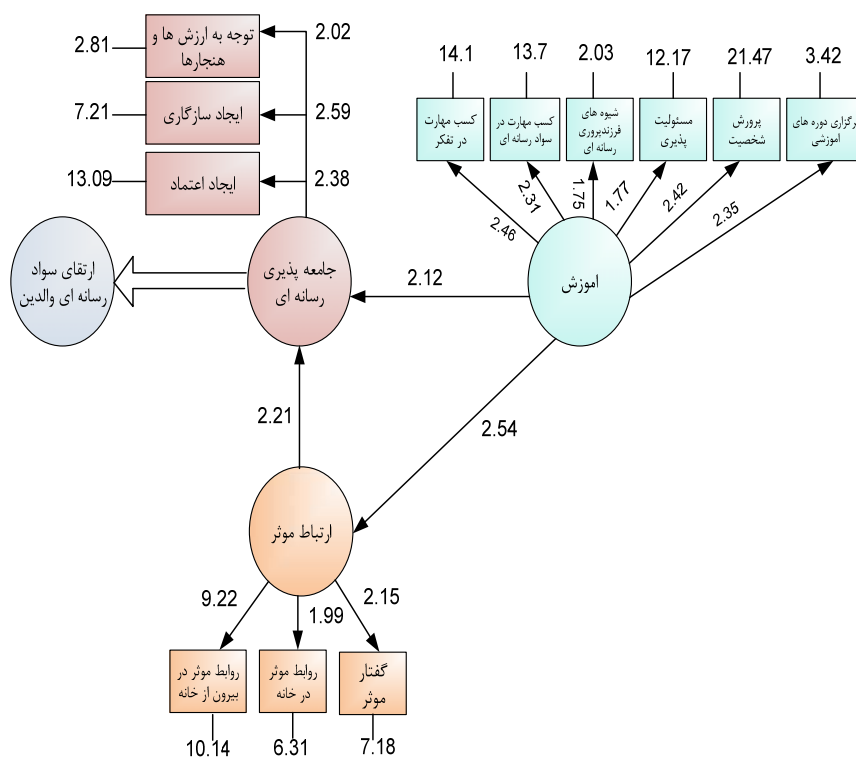 توجه به ارزش ها و
هنجارها
2.81
2.02
ایجاد سازگاری
7.21
2.59
ایجاد اعتماد
13.09
2.38
14.1
13.7
2.03
12.17
21.47
3.42
کسب مهارت
در تفکر
کسب مهارت در
سواد رسانه ای
شیوه های
فرزندپروری
رسانه ای
مسئولیت
پذیری
پرورش
شخصیت
برگزاری دوره های
اموزشی
2.46
2.31
1.75
1.77
2.42
2.35
ارتقای سواد
رسانه ای والدین
جامعه پذیری
رسانه ای
2.12
اموزش
2.21
2.54
ارتباط موثر
9.22
1.99
2.15
روابط موثر در
بیرون از خانه
روابط موثر
در خانه
گفتار
موثر
10.14
6.31
7.18